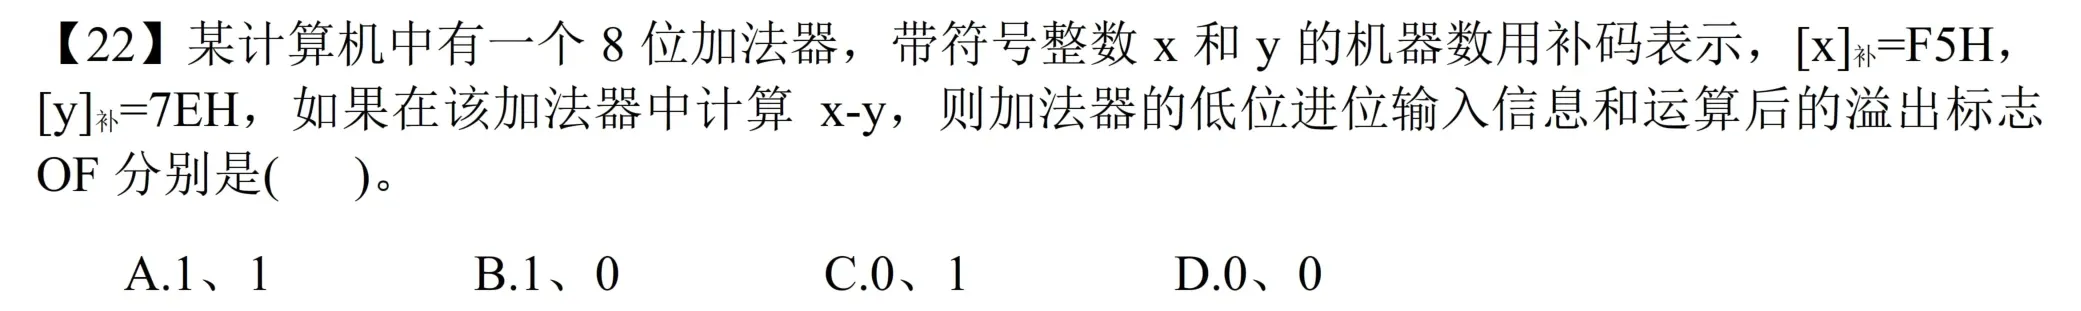 【22】某计算机中有一个 8 位加法器，带符号整数 x 和 y 的机器数用补码表示，[x]补=F5H，
[y]补=7EH，如果在该加法器中计算 x-y，则加法器的低位进位输入信息和运算后的溢出标志
OF 分别是(    )。
A.1、1    B.1、0    C.0、1    D.0、0